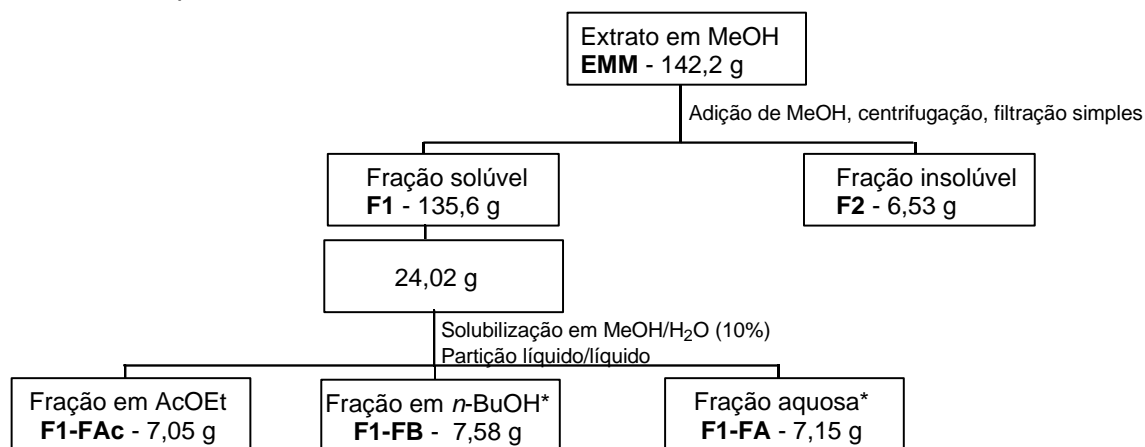 Extrato em MeOH
EMM - 142,2 g
Adição de MeOH, centrifugação, filtração simples
Fração solúvel
F1 - 135,6 g
Fração insolúvel
F2 - 6,53 g
24,02 g
Solubilização em MeOH/H₂O (10%)
Partição líquido/líquido
Fração em AcOEt
F1-FAc - 7,05 g
Fração em n-BuOH*
F1-FB - 7,58 g
Fração aquosa*
F1-FA - 7,15 g